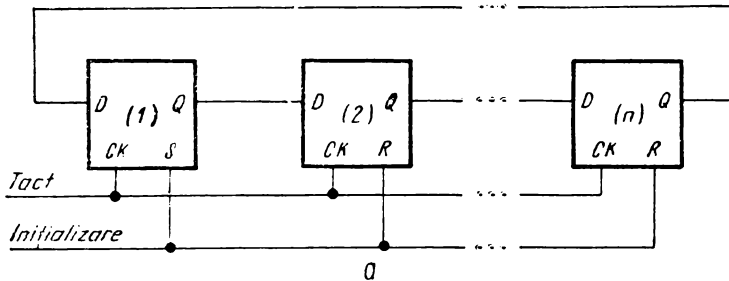 D (1) Q
CK S
D (2) Q
CK R
D (n) Q
CK R
Tact
Initializare
a